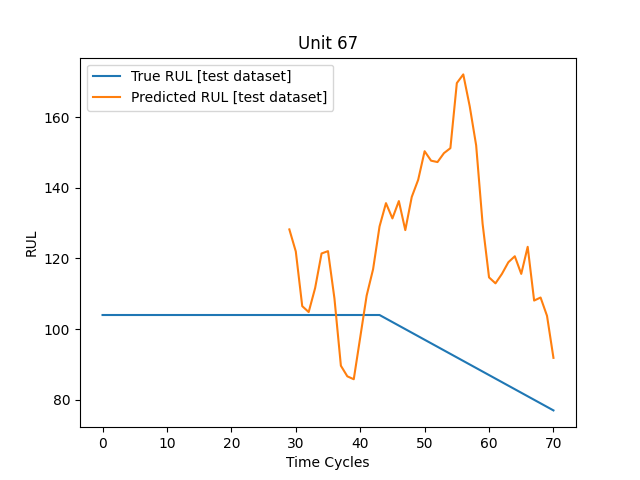 Unit 67
True RUL [test dataset]
Predicted RUL [test dataset]
RUL
160
140
120
100
80
0 10 20 30 40 50 60 70
Time Cycles